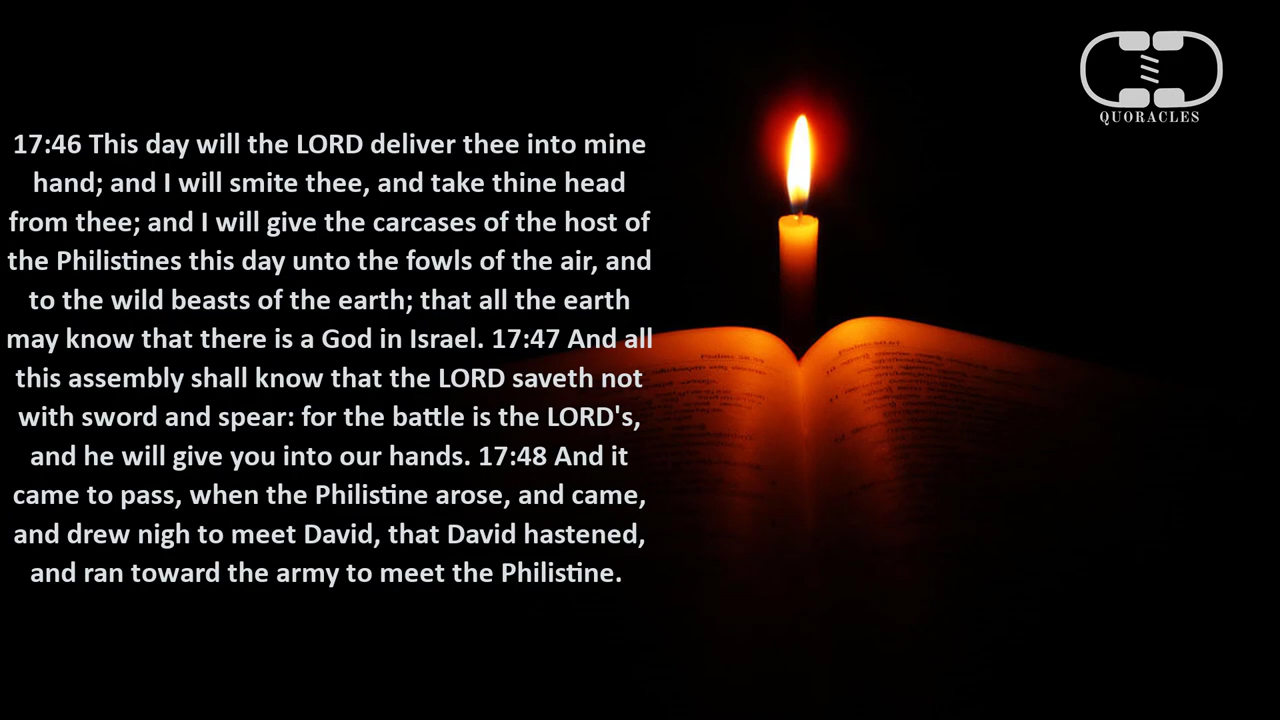 17:46 This day will the LORD deliver thee into mine
hand; and I will smite thee, and take thine head
from thee; and I will give the carcases of the host of
the Philistines this day unto the fowls of the air, and
to the wild beasts of the earth; that all the earth
may know that there is a God in Israel. 17:47 And all
this assembly shall know that the LORD saveth not
with sword and spear: for the battle is the LORD's,
and he will give you into our hands. 17:48 And it
came to pass, when the Philistine arose, and came,
and drew nigh to meet David, that David hastened,
and ran toward the army to meet the Philistine.
QUORACLES